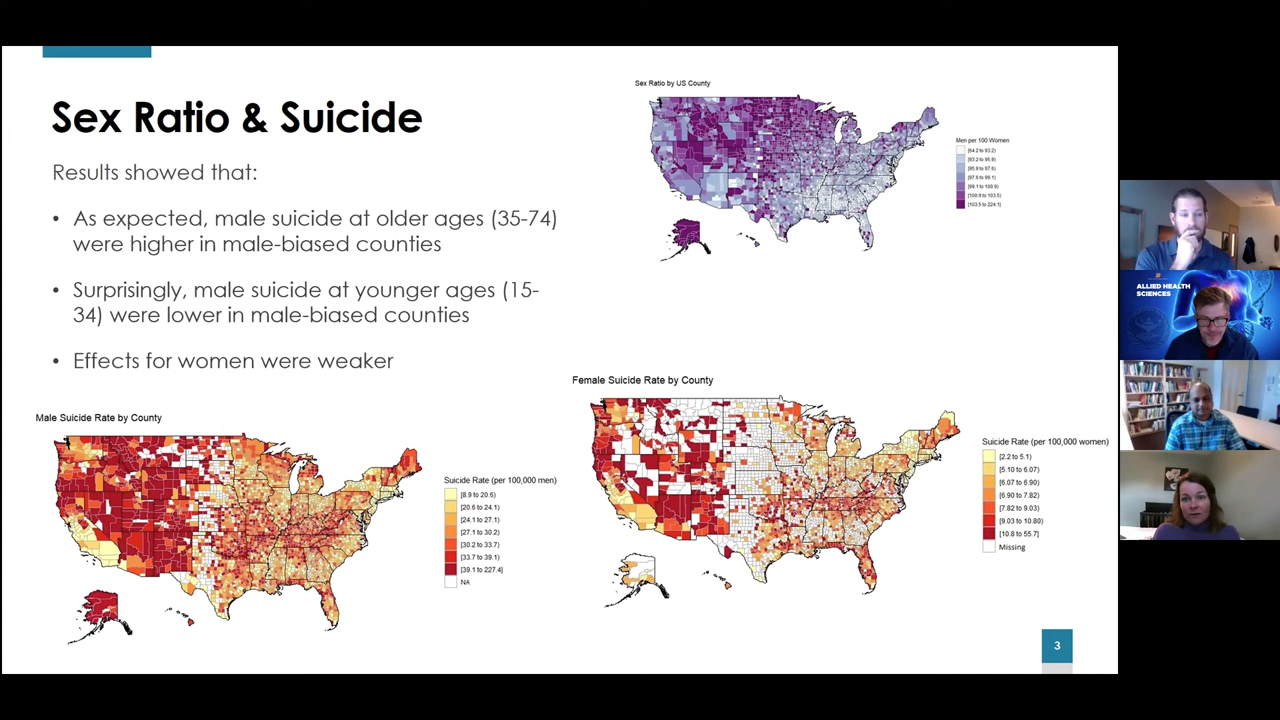 Sex Ratio & Suicide
Results showed that:
• As expected, male suicide at older ages (35-74)
were higher in male-biased counties
• Surprisingly, male suicide at younger ages (15-
34) were lower in male-biased counties
• Effects for women were weaker
Sex Ratio by US County
Men per 100 Women
[64.2 to 93.2)
[93.2 to 95.9)
[95.9 to 97.6)
[97.6 to 99.1)
[99.1 to 100.9)
[100.9 to 103.5)
[103.5 to 224.1]
Male Suicide Rate by County
Suicide Rate (per 100,000 men)
[8.9 to 20.6)
[20.6 to 24.1)
[24.1 to 27.1)
[27.1 to 30.2)
[30.2 to 33.7)
[33.7 to 39.1)
[39.1 to 227.4]
NA
Female Suicide Rate by County
Suicide Rate (per 100,000 women)
[2.2 to 5.1)
[5.10 to 6.07)
[6.07 to 6.90)
[6.90 to 7.82)
[7.82 to 9.03)
[9.03 to 10.80)
[10.8 to 55.7]
Missing
3
ALLIED HEALTH
SCIENCES